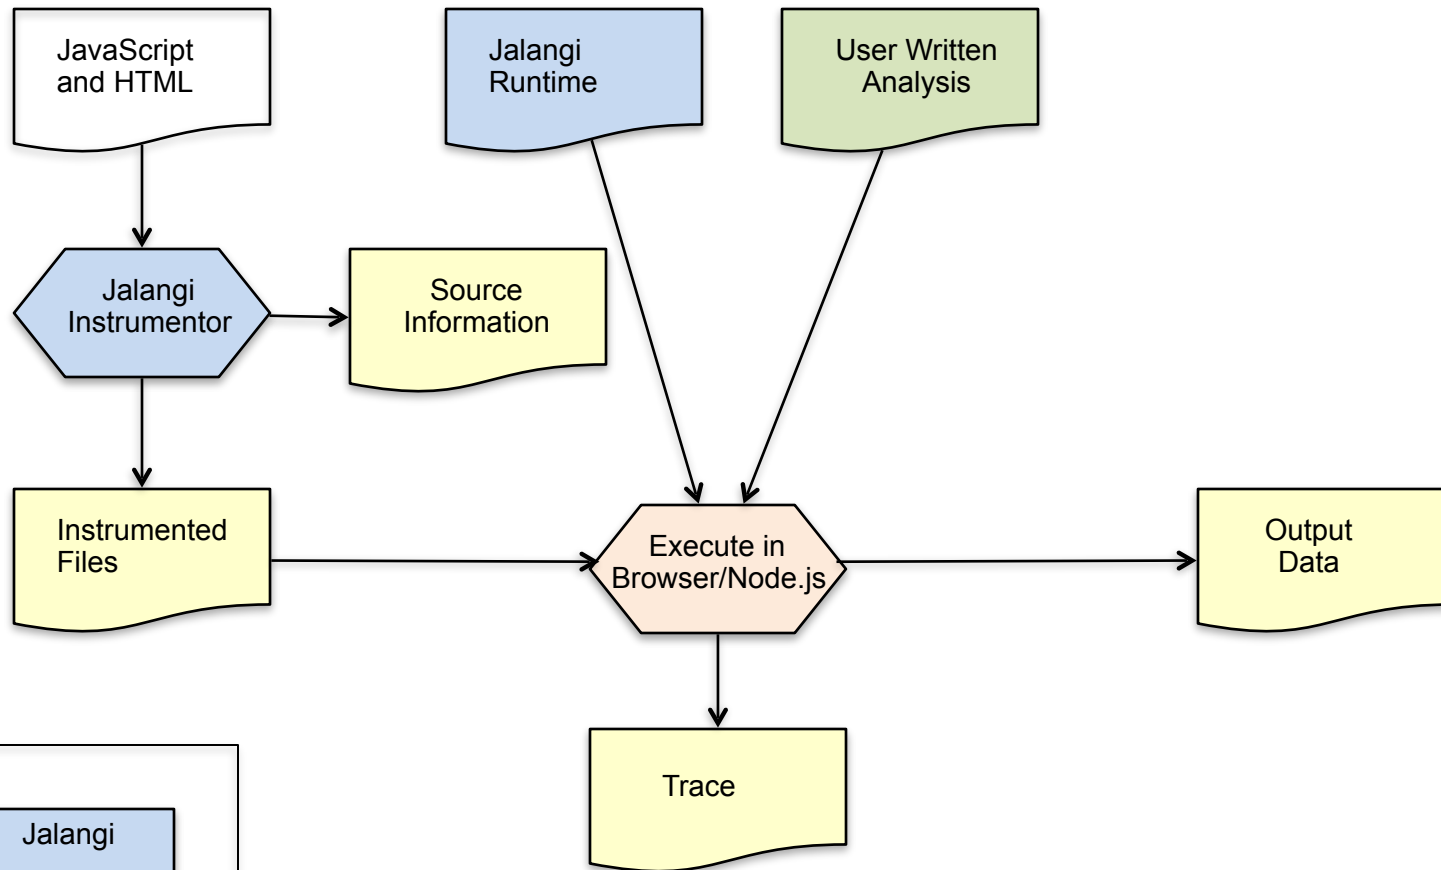 JavaScript
and HTML
Jalangi
Runtime
User Written
Analysis
Jalangi
Instrumentor
Source
Information
Instrumented
Files
Execute in
Browser/Node.js
Output
Data
Trace
Jalangi